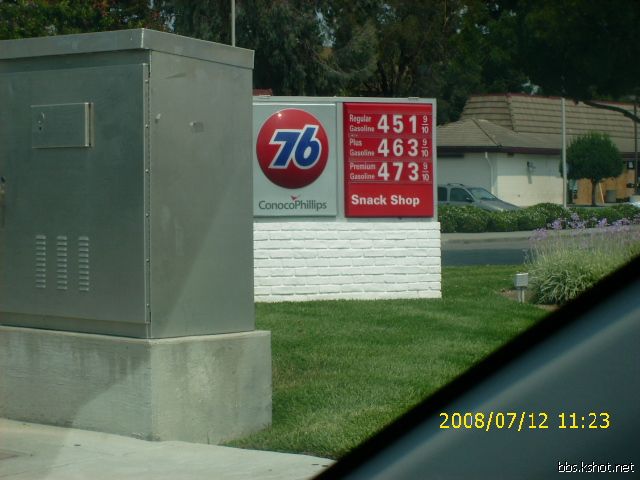 76
ConocoPhillips
Regular Gasoline 451 9/10
Plus Gasoline 463 9/10
Premium Gasoline 473 9/10
Snack Shop
2008/07/12 11:23
bbs.kshot.net